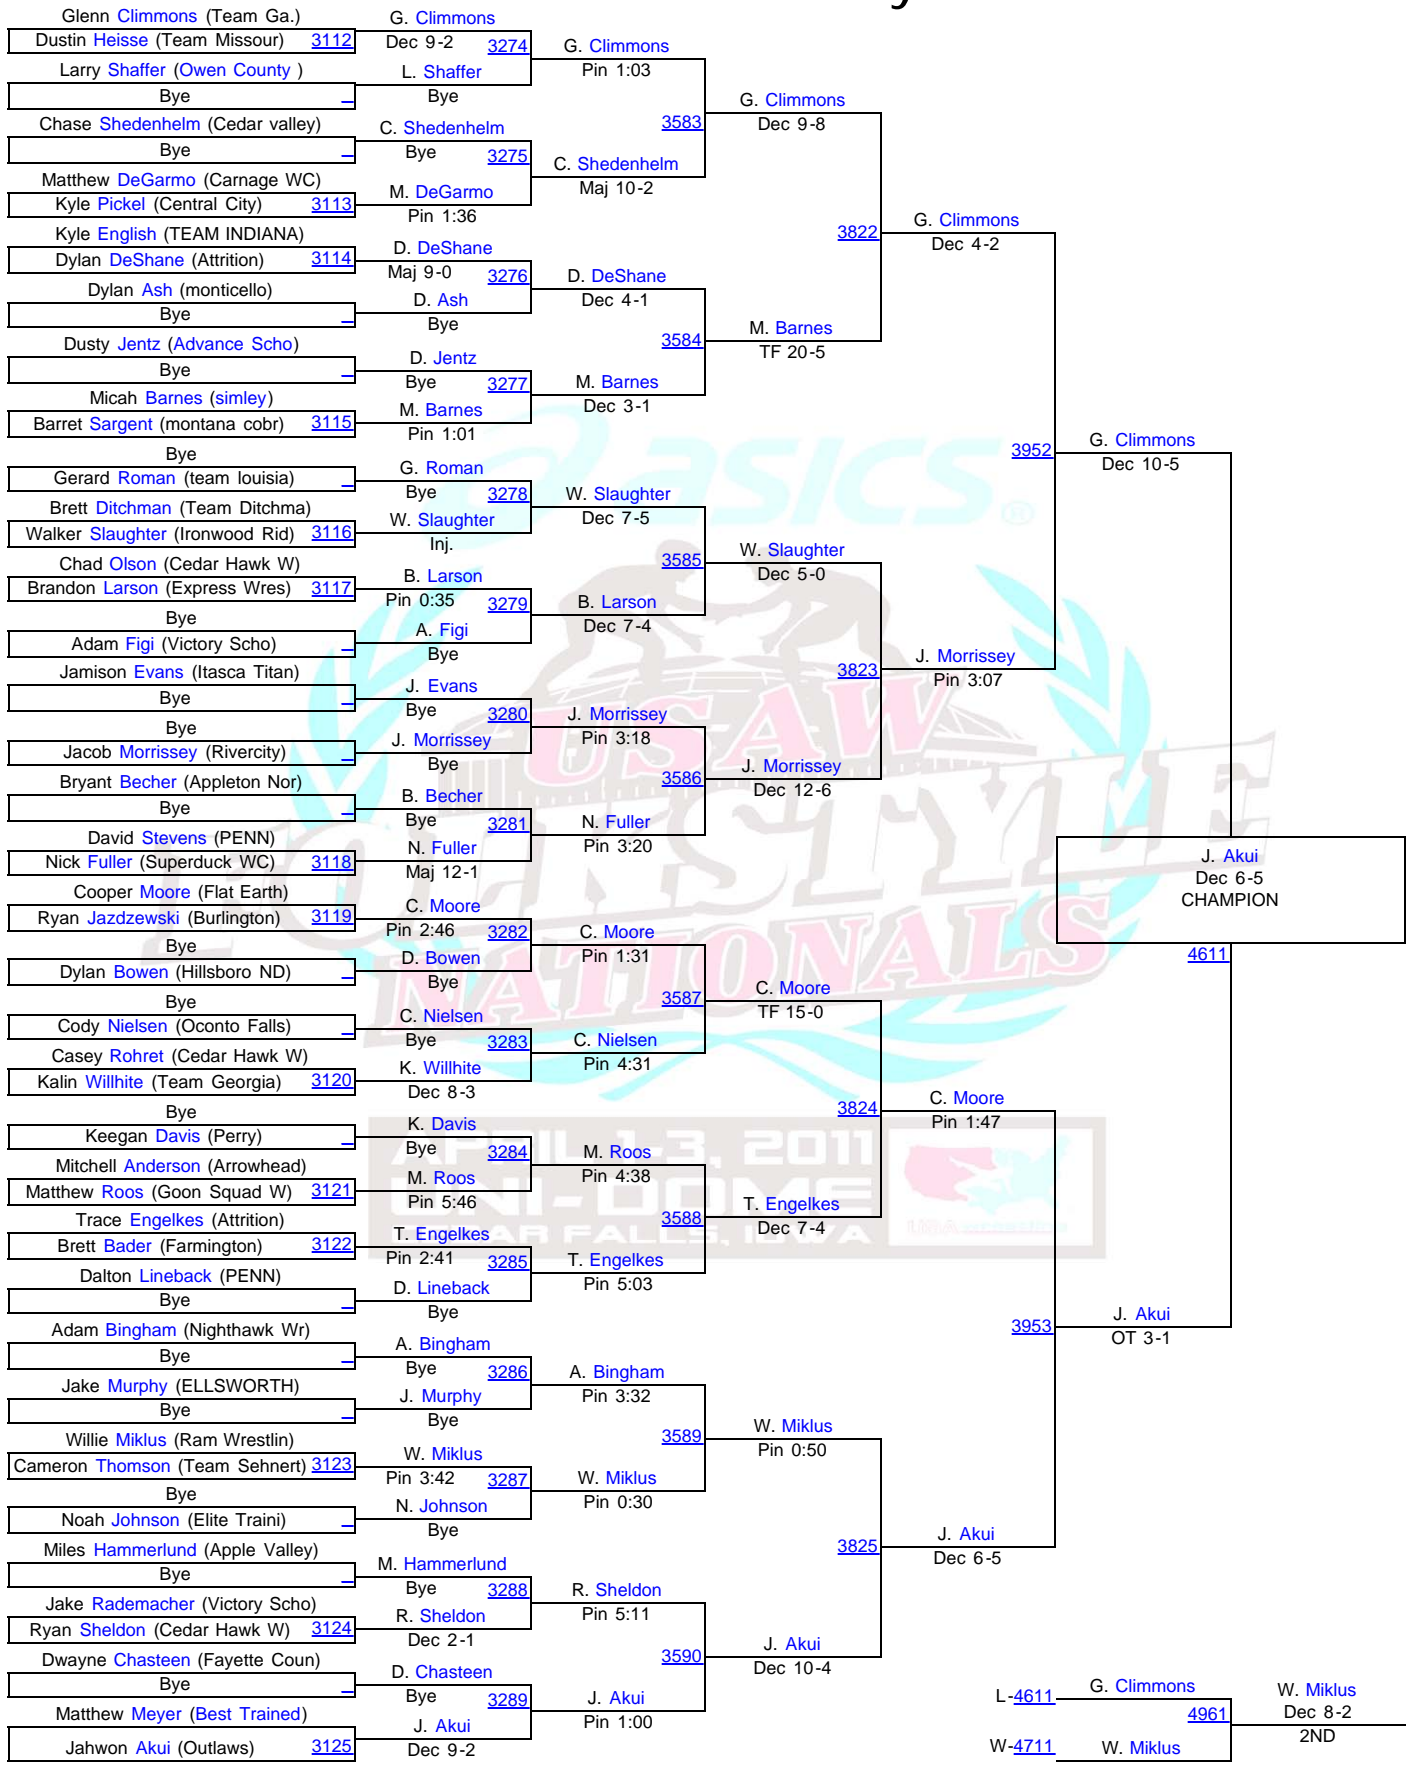 Glenn Climmons (Team Ga.)
Dustin Heisse (Team Missour) 3112
Larry Shaffer (Owen County )
Bye
Chase Shedenhelm (Cedar valley)
Bye
Matthew DeGarmo (Carnage WC)
Kyle Pickel (Central City) 3113
Kyle English (TEAM INDIANA)
Dylan DeShane (Attrition) 3114
Dylan Ash (monticello)
Bye
Dusty Jentz (Advance Scho)
Bye
Micah Barnes (simley)
Barret Sargent (montana cobr) 3115
Bye
Gerard Roman (team louisia)
Brett Ditchman (Team Ditchma)
Walker Slaughter (Ironwood Rid) 3116
Chad Olson (Cedar Hawk W)
Brandon Larson (Express Wres) 3117
Bye
Adam Figi (Victory Scho)
Jamison Evans (Itasca Titan)
Bye
Bye
Jacob Morrissey (Rivercity)
Bryant Becher (Appleton Nor)
Bye
David Stevens (PENN)
Nick Fuller (Superduck WC) 3118
Cooper Moore (Flat Earth)
Ryan Jazdzewski (Burlington) 3119
Bye
Dylan Bowen (Hillsboro ND)
Bye
Cody Nielsen (Oconto Falls)
Casey Rohret (Cedar Hawk W)
Kalin Willhite (Team Georgia) 3120
Bye
Keegan Davis (Perry)
Mitchell Anderson (Arrowhead)
Matthew Roos (Goon Squad W) 3121
Trace Engelkes (Attrition)
Brett Bader (Farmington) 3122
Dalton Lineback (PENN)
Bye
Adam Bingham (Nighthawk Wr)
Bye
Jake Murphy (ELLSWORTH)
Bye
Willie Miklus (Ram Wrestlin)
Cameron Thomson (Team Sehnert) 3123
Bye
Noah Johnson (Elite Traini)
Miles Hammerlund (Apple Valley)
Bye
Jake Rademacher (Victory Scho)
Ryan Sheldon (Cedar Hawk W) 3124
Dwayne Chasteen (Fayette Coun)
Bye
Matthew Meyer (Best Trained)
Jahwon Akui (Outlaws) 3125
G. Climmons
Dec 9-2 3274
L. Shaffer
Bye
C. Shedenhelm
Bye 3275
M. DeGarmo
Pin 1:36
D. DeShane
Maj 9-0 3276
D. Ash
Bye
D. Jentz
Bye 3277
M. Barnes
Pin 1:01
G. Roman
Bye 3278
W. Slaughter
Inj.
B. Larson
Pin 0:35 3279
A. Figi
Bye
J. Evans
Bye 3280
J. Morrissey
Bye
B. Becher
Bye 3281
N. Fuller
Maj 12-1
C. Moore
Pin 2:46 3282
D. Bowen
Bye
C. Nielsen
Bye 3283
K. Willhite
Dec 8-3
K. Davis
Bye 3284
M. Roos
Pin 5:46
T. Engelkes
Pin 2:41 3285
D. Lineback
Bye
A. Bingham
Bye 3286
J. Murphy
Bye
W. Miklus
Pin 3:42 3287
N. Johnson
Bye
M. Hammerlund
Bye 3288
R. Sheldon
Dec 2-1
D. Chasteen
Bye 3289
J. Akui
Dec 9-2
G. Climmons
Pin 1:03
3583
C. Shedenhelm
Maj 10-2
D. DeShane
Dec 4-1
3584
M. Barnes
Dec 3-1
W. Slaughter
Dec 7-5
3585
B. Larson
Dec 7-4
J. Morrissey
Pin 3:18
3586
N. Fuller
Pin 3:20
C. Moore
Pin 1:31
3587
C. Nielsen
Pin 4:31
M. Roos
Pin 4:38
3588
T. Engelkes
Pin 5:03
A. Bingham
Pin 3:32
3589
W. Miklus
Pin 0:30
R. Sheldon
Pin 5:11
3590
J. Akui
Pin 1:00
G. Climmons
Dec 9-8
3822
M. Barnes
TF 20-5
W. Slaughter
Dec 5-0
3823
J. Morrissey
Dec 12-6
C. Moore
TF 15-0
3824
T. Engelkes
Dec 7-4
W. Miklus
Pin 0:50
3825
J. Akui
Dec 10-4
G. Climmons
Dec 4-2
3952
J. Morrissey
Pin 3:07
C. Moore
Pin 1:47
3953
J. Akui
Dec 6-5
G. Climmons
Dec 10-5
J. Akui
OT 3-1
J. Akui
Dec 6-5
CHAMPION
4611
L-4611 G. Climmons
4961
W-4711 W. Miklus
W. Miklus
Dec 8-2
2ND
asics
USAW
FOLKSTYLE
NATIONALS
APRIL 1-3, 2011
UNI-DOME
CEDAR FALLS, IOWA